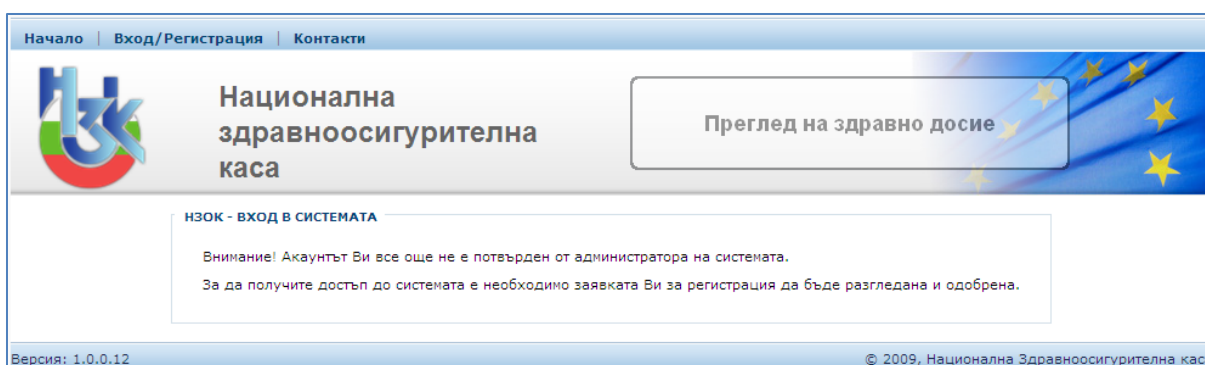 Начало | Вход/Регистрация | Контакти
НЗК
Национална
здравноосигурителна
каса
Преглед на здравно досие
НЗОК - ВХОД В СИСТЕМАТА
Внимание! Акаунтът Ви все още не е потвърден от администратора на системата.
За да получите достъп до системата е необходимо заявката Ви за регистрация да бъде разгледана и одобрена.
Версия: 1.0.0.12
© 2009, Национална Здравноосигурителна кас